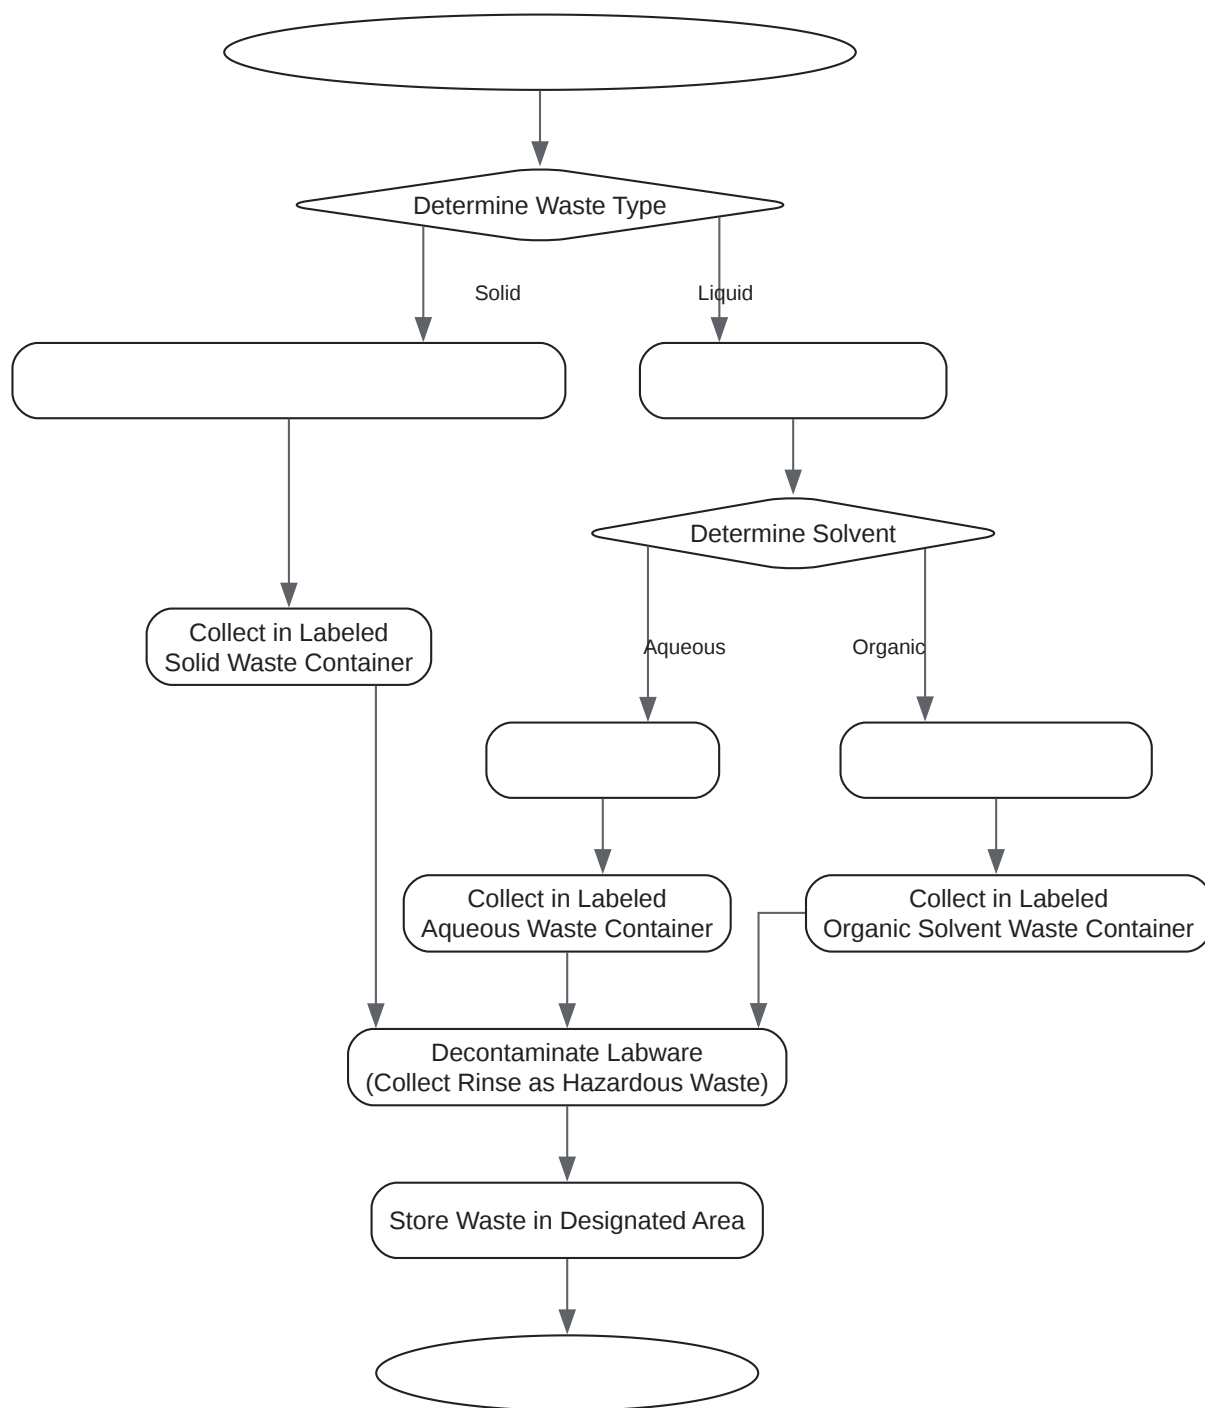 Determine Waste Type
Solid
Liquid
Determine Solvent
Collect in Labeled
Solid Waste Container
Aqueous
Organic
Collect in Labeled
Aqueous Waste Container
Collect in Labeled
Organic Solvent Waste Container
Decontaminate Labware
(Collect Rinse as Hazardous Waste)
Store Waste in Designated Area